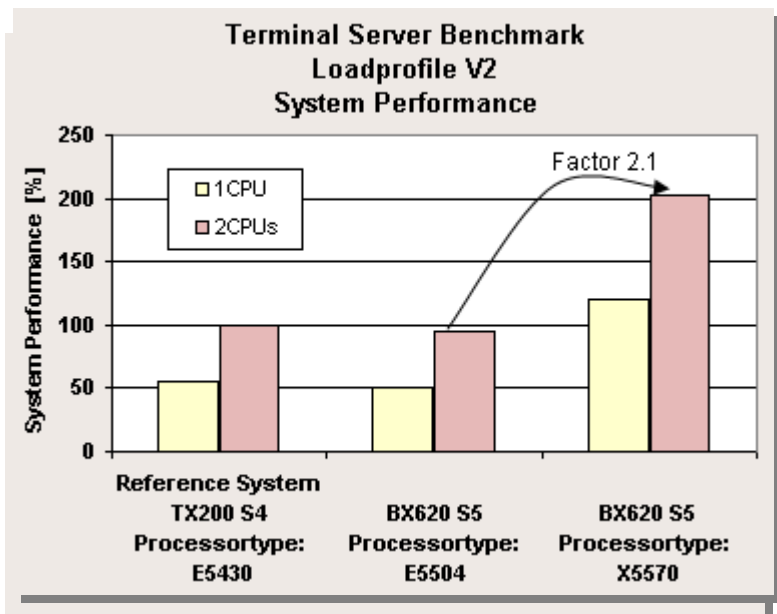 Terminal Server Benchmark
Loadprofile V2
System Performance
System Performance [%]
250
200
150
100
50
0
1CPU
2CPUs
Factor 2.1
Reference System
TX200 S4
Processortype:
E5430
BX620 S5
Processortype:
E5504
BX620 S5
Processortype:
X5570